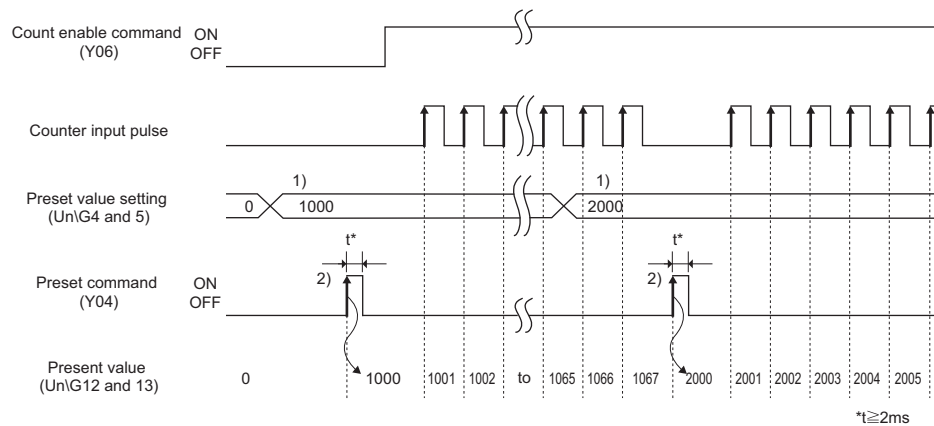 Count enable command
(Y06)
ON
OFF
Counter input pulse
Preset value setting
(Un\G4 and 5)
0
1)
1000
1)
2000
Preset command
(Y04)
ON
OFF
t*
2)
t*
2)
Present value
(Un\G12 and 13)
0 1000 1001 1002 to 1065 1066 1067 2000 2001 2002 2003 2004 2005
*t≧2ms